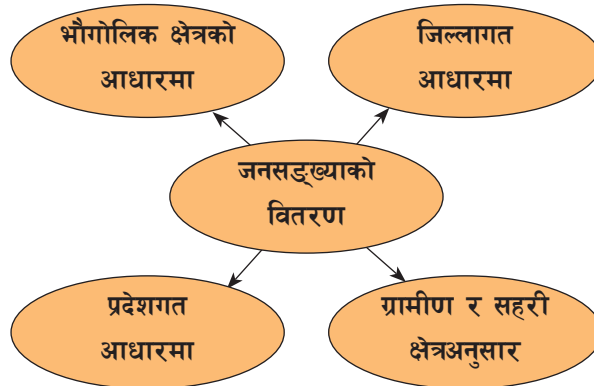 भौगोलिक क्षेत्रको
आधारमा
जिल्लागत
आधारमा
जनसङ्ख्याको
वितरण
प्रदेशगत
आधारमा
ग्रामीण र सहरी
क्षेत्रअनुसार